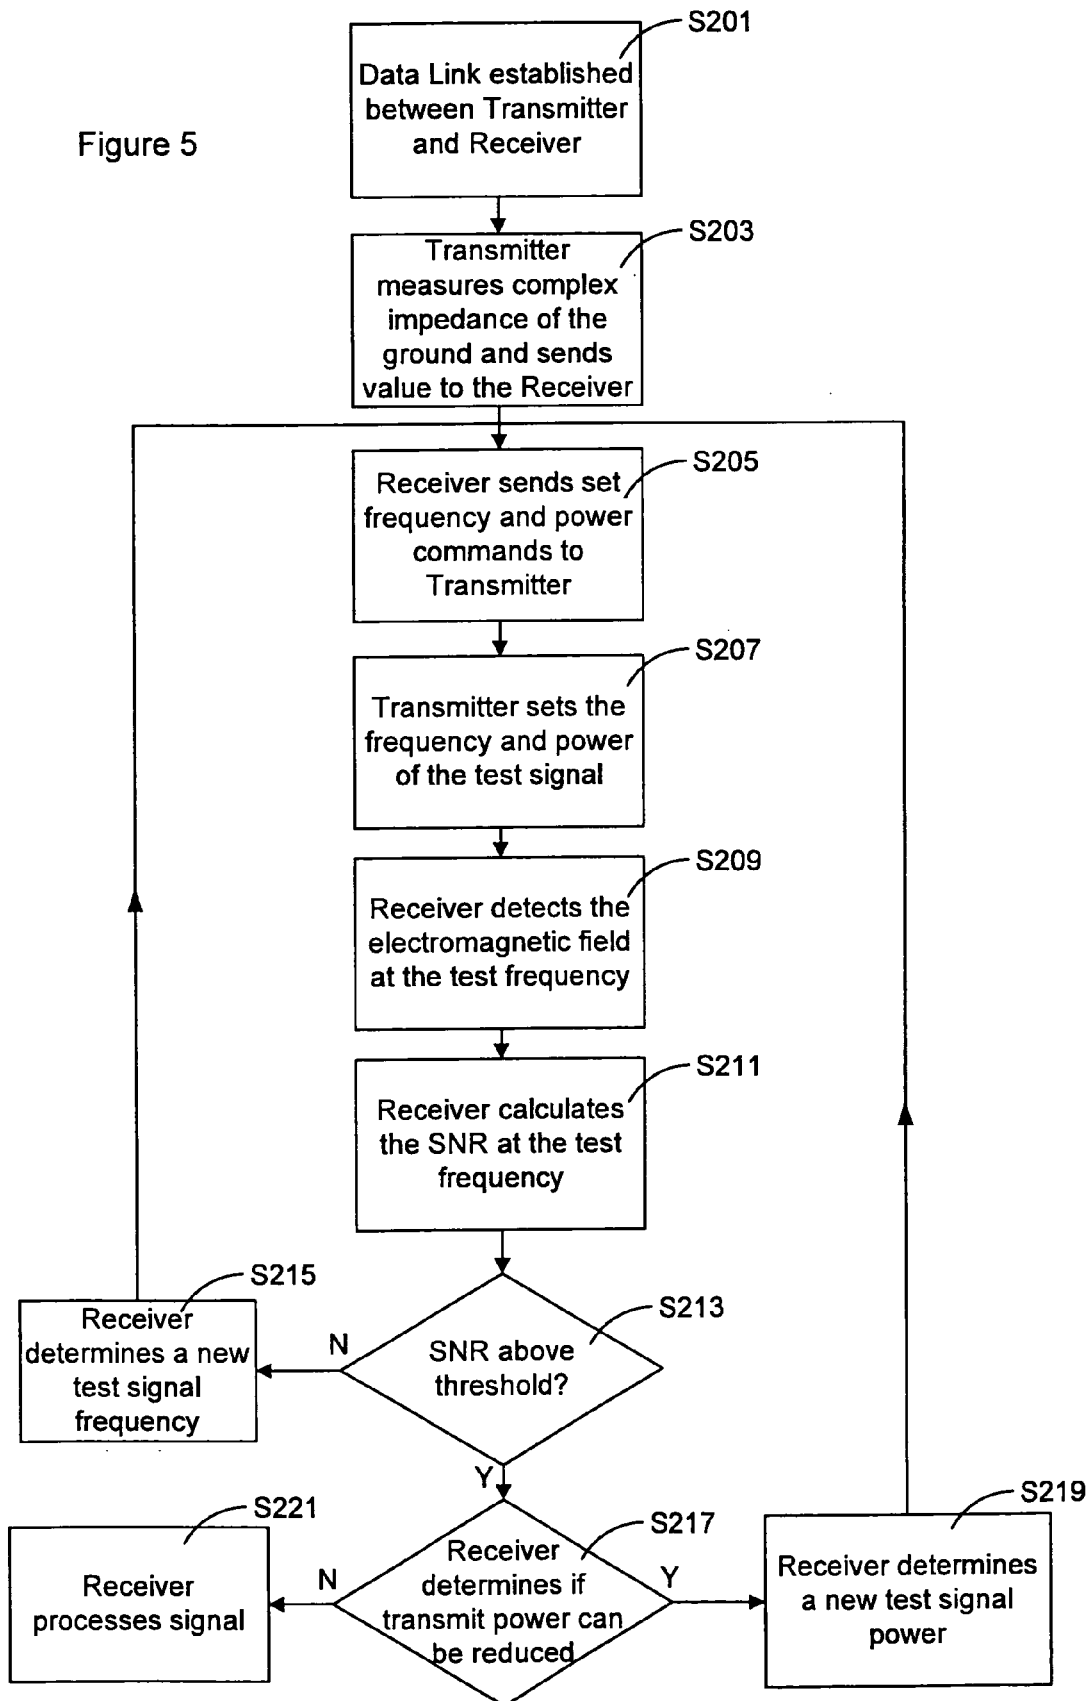 S201
Data Link established
between Transmitter
and Receiver
Figure 5
S203
Transmitter
measures complex
impedance of the
ground and sends
value to the Receiver
S205
Receiver sends set
frequency and power
commands to
Transmitter
S207
Transmitter sets the
frequency and power
of the test signal
S209
Receiver detects the
electromagnetic field
at the test frequency
S211
Receiver calculates
the SNR at the test
frequency
S213
SNR above
threshold?
N
S215
Receiver
determines a new
test signal
frequency
Y
S217
Receiver
determines if
transmit power can
be reduced
N
S221
Receiver
processes signal
Y
S219
Receiver determines
a new test signal
power